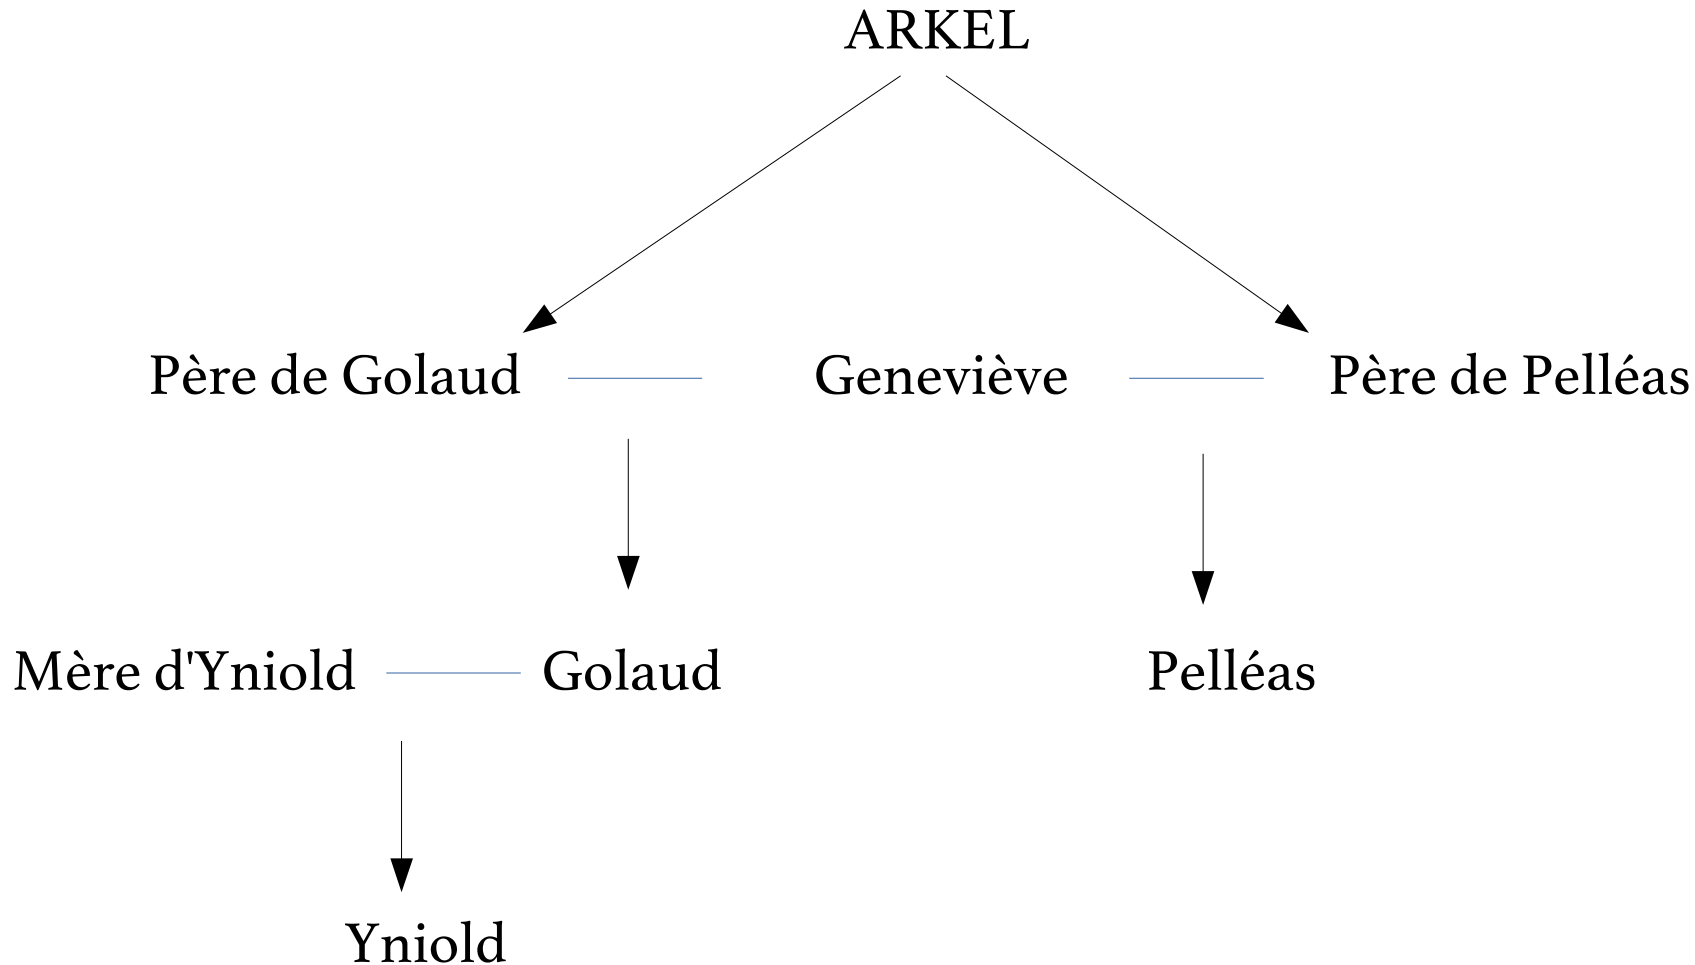 ARKEL
Père de Golaud
Geneviève
Père de Pelléas
Mère d'Yniold
Golaud
Pelléas
Yniold